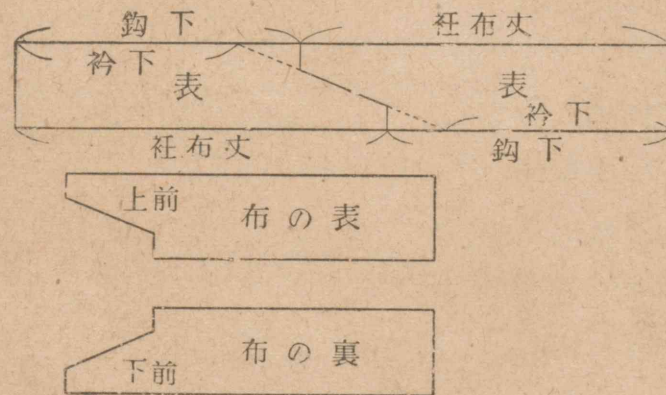 鈎下 衽布丈
衿下
表 表
衿下
衽布丈 鈎下
上前 布の表
布の裏
下前